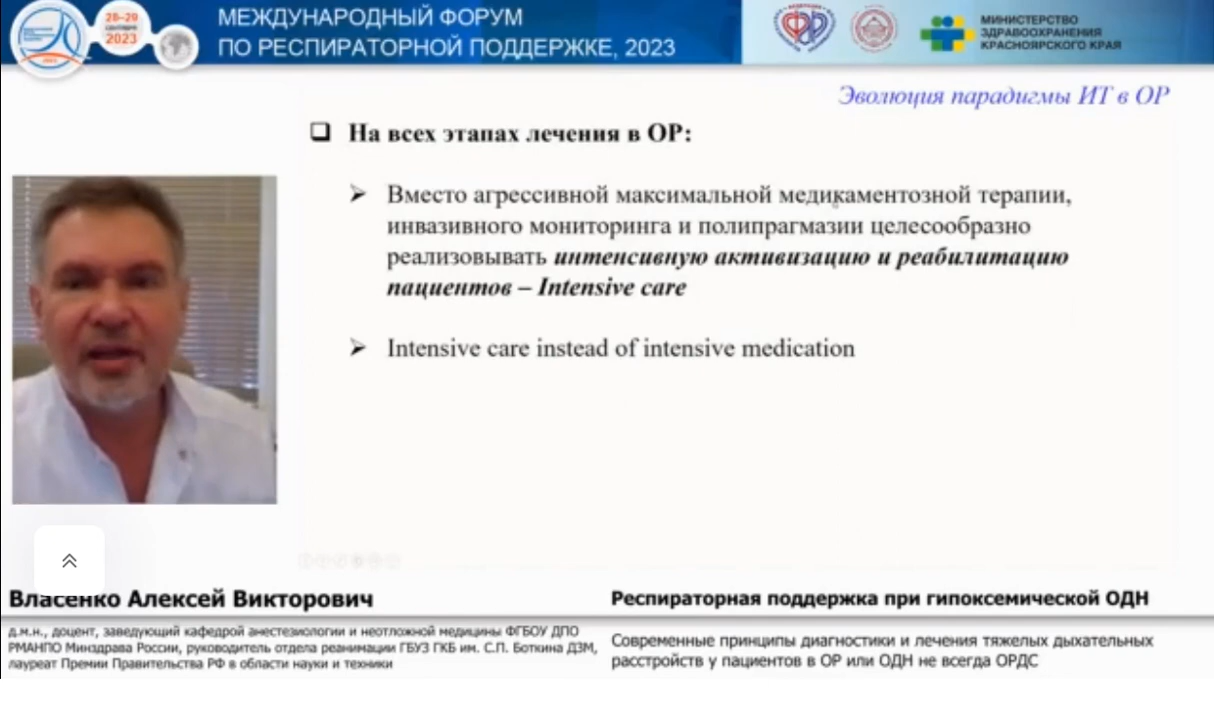 28-29
сентября
2023
МЕЖДУНАРОДНЫЙ ФОРУМ
ПО РЕСПИРАТОРНОЙ ПОДДЕРЖКЕ, 2023
МИНИСТЕРСТВО
ЗДРАВООХРАНЕНИЯ
КРАСНОЯРСКОГО КРАЯ
Эволюция парадигмы ИТ в ОР
На всех этапах лечения в ОР:
Вместо агрессивной максимальной медикаментозной терапии,
инвазивного мониторинга и полипрагмазии целесообразно
реализовывать интенсивную активизацию и реабилитацию
пациентов – Intensive care
Intensive care instead of intensive medication
Власенко Алексей Викторович
д.м.н., доцент, заведующий кафедрой анестезиологии и неотложной медицины ФГБОУ ДПО
РМАНПО Минздрава России, руководитель отдела реанимации ГБУЗ ГКБ им. С.П. Боткина ДЗМ,
лауреат Премии Правительства РФ в области науки и техники
Респираторная поддержка при гипоксемической ОДН
Современные принципы диагностики и лечения тяжелых дыхательных
расстройств у пациентов в ОР или ОДН не всегда ОРДС